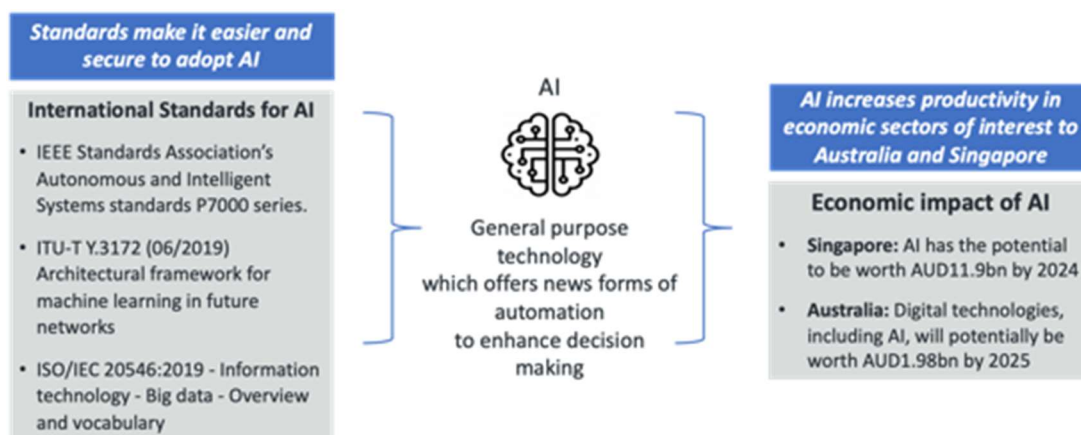 Standards make it easier and
secure to adopt AI
International Standards for AI
• IEEE Standards Association's
Autonomous and Intelligent
Systems standards P7000 series.
• ITU-T Y.3172 (06/2019)
Architectural framework for
machine learning in future
networks
• ISO/IEC 20546:2019 - Information
technology - Big data - Overview
and vocabulary
AI
General purpose
technology
which offers news forms of
automation
to enhance decision
making
AI increases productivity in
economic sectors of interest to
Australia and Singapore
Economic impact of AI
• Singapore: AI has the potential
to be worth AUD11.9bn by 2024
• Australia: Digital technologies,
including AI, will potentially be
worth AUD1.98bn by 2025